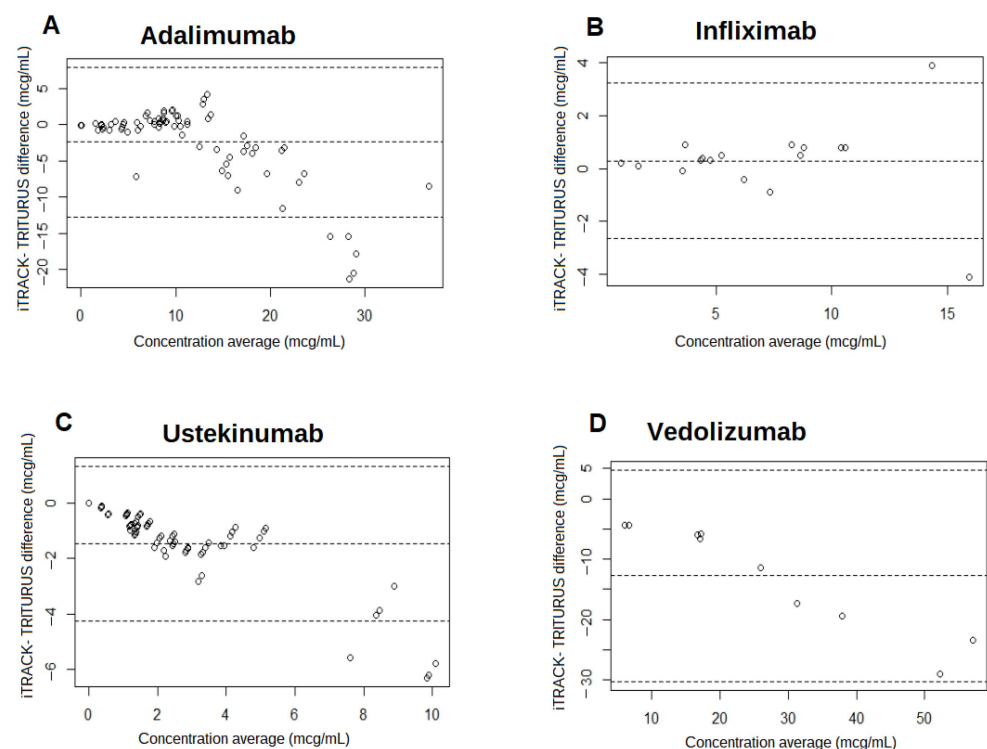 A
Adalimumab
iTRACK- TRITURUS difference (mcg/mL)
5
0
−5
−10
−15
−20
0 10 20 30
Concentration average (mcg/mL)
B
Infliximab
iTRACK- TRITURUS difference (mcg/mL)
4
2
0
−2
−4
5 10 15
Concentration average (mcg/mL)
C
Ustekinumab
iTRACK- TRITURUS difference (mcg/mL)
0
−2
−4
−6
0 2 4 6 8 10
Concentration average (mcg/mL)
D
Vedolizumab
iTRACK- TRITURUS difference (mcg/mL)
5
0
−10
−20
−30
10 20 30 40 50
Concentration average (mcg/mL)